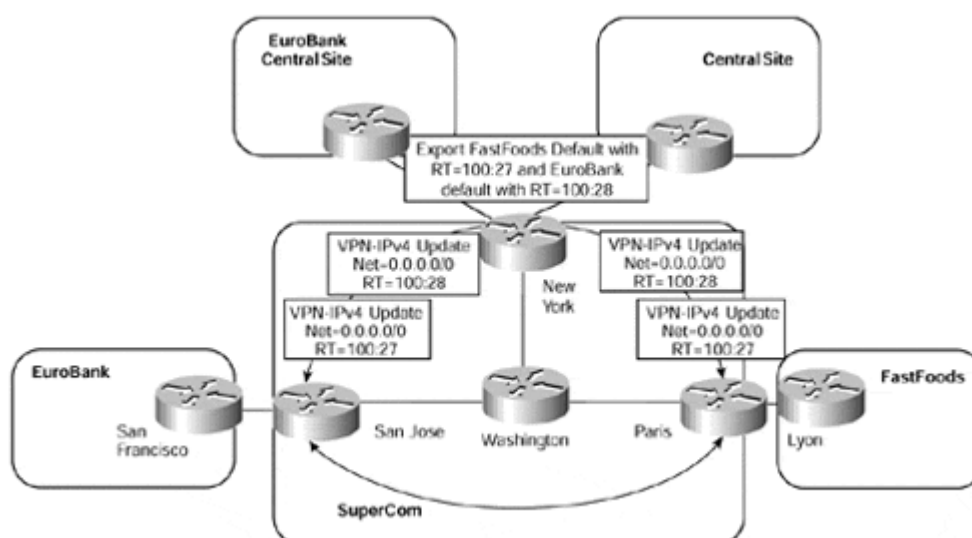 EuroBank
Central Site
Central Site
Export FastFoods Default with
RT=100:27 and EuroBank
default with RT=100:28
VPN-IPv4 Update
Net=0.0.0.0/0
RT=100:28
VPN-IPv4 Update
Net=0.0.0.0/0
RT=100:28
New
York
VPN-IPv4 Update
Net=0.0.0.0/0
RT=100:27
VPN-IPv4 Update
Net=0.0.0.0/0
RT=100:27
EuroBank
FastFoods
San
Francisco
San Jose
Washington
Paris
Lyon
SuperCom